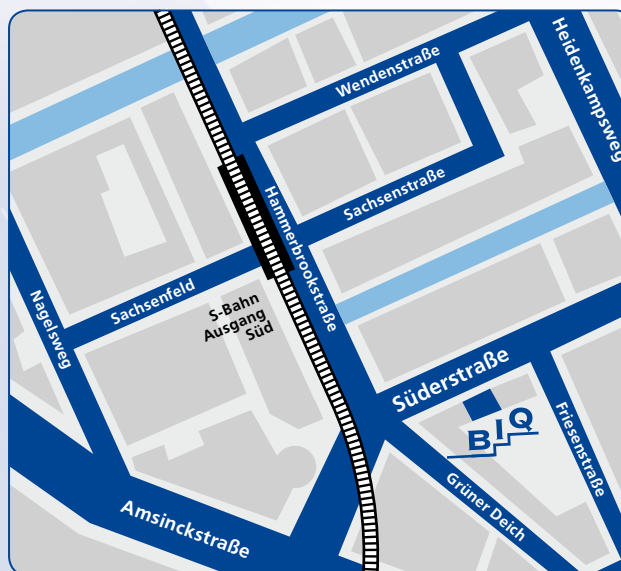 Wendenstraße
Heidenkampsweg
Sachsenstraße
Hammerbrookstraße
Sachsenfeld
Nagelsweg
S-Bahn
Ausgang
Süd
Süderstraße
BIQ
Friesenstraße
Grüner Deich
Amsinckstraße